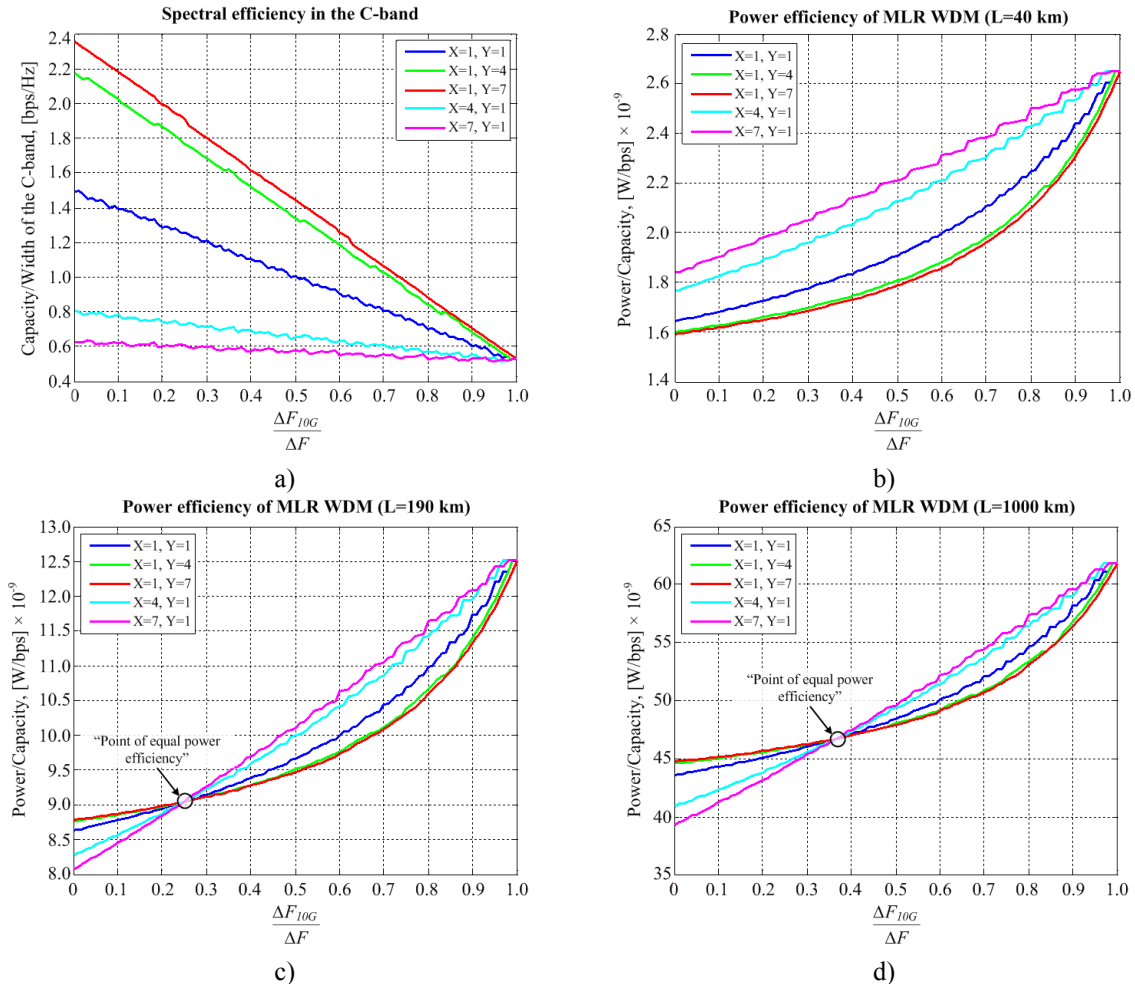 Spectral efficiency in the C-band
Capacity/Width of the C-band, [bps/Hz]
2.4
2.2
2.0
1.8
1.6
1.4
1.2
1.0
0.8
0.6
0.4
X=1, Y=1
X=1, Y=4
X=1, Y=7
X=4, Y=1
X=7, Y=1
0 0.1 0.2 0.3 0.4 0.5 0.6 0.7 0.8 0.9 1.0
ΔF10G
ΔF
a)
Power efficiency of MLR WDM (L=40 km)
Power/Capacity, [W/bps] × 10-9
2.8
2.6
2.4
2.2
2.0
1.8
1.6
1.4
X=1, Y=1
X=1, Y=4
X=1, Y=7
X=4, Y=1
X=7, Y=1
0 0.1 0.2 0.3 0.4 0.5 0.6 0.7 0.8 0.9 1.0
ΔF10G
ΔF
b)
Power efficiency of MLR WDM (L=190 km)
Power/Capacity, [W/bps] × 10-9
13.0
12.5
12.0
11.5
11.0
10.5
10.0
9.5
9.0
8.5
8.0
X=1, Y=1
X=1, Y=4
X=1, Y=7
X=4, Y=1
X=7, Y=1
“Point of equal power
efficiency”
0 0.1 0.2 0.3 0.4 0.5 0.6 0.7 0.8 0.9 1.0
ΔF10G
ΔF
c)
Power efficiency of MLR WDM (L=1000 km)
Power/Capacity, [W/bps] × 10-9
65
60
55
50
45
40
35
X=1, Y=1
X=1, Y=4
X=1, Y=7
X=4, Y=1
X=7, Y=1
“Point of equal power
efficiency”
0 0.1 0.2 0.3 0.4 0.5 0.6 0.7 0.8 0.9 1.0
ΔF10G
ΔF
d)